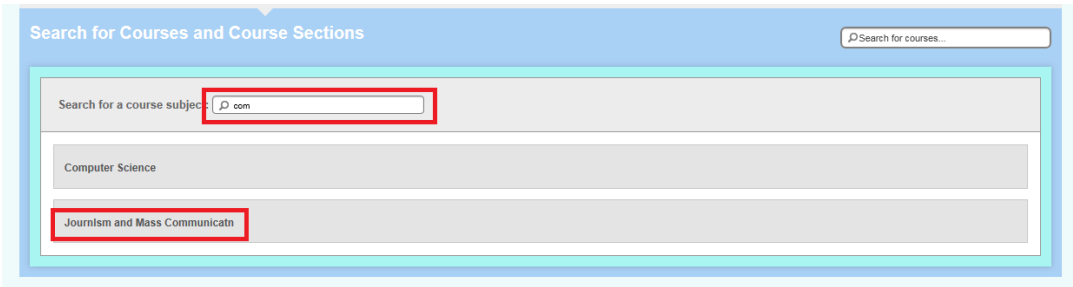 Search for Courses and Course Sections
Search for courses...
Search for a course subject: com
Computer Science
Journlsm and Mass Communicatn